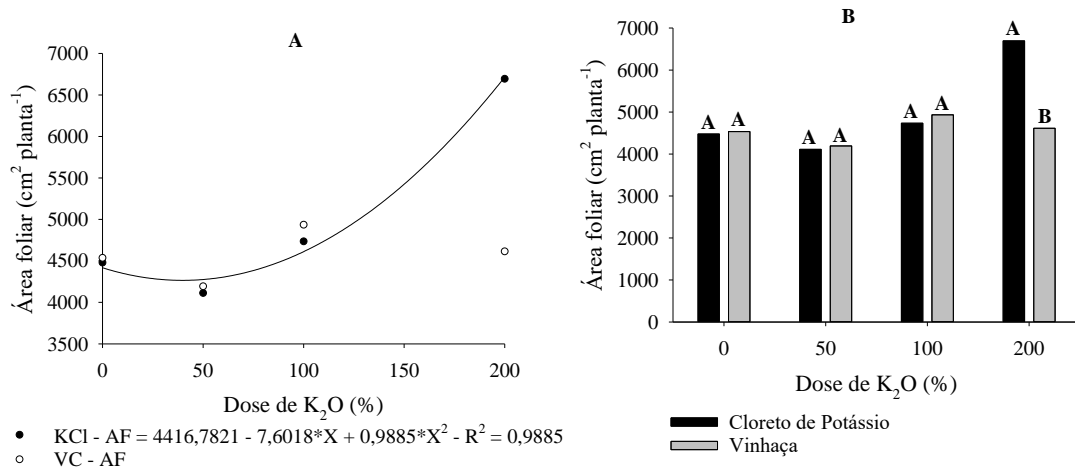 A
Área foliar (cm² planta⁻¹)
7000
6500
6000
5500
5000
4500
4000
3500
0 50 100 150 200
Dose de K₂O (%)
KCl - AF = 4416,7821 - 7,6018*X + 0,9885*X² - R² = 0,9885
VC - AF
B
Área foliar (cm² planta⁻¹)
7000
6000
5000
4000
3000
2000
1000
0
A A A A A A A B
0 50 100 200
Dose de K₂O (%)
Cloreto de Potássio
Vinhaça